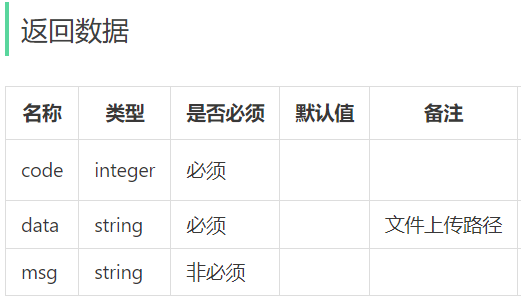 返回数据
名称 类型 是否必须 默认值 备注
code integer 必须
data string 必须 文件上传路径
msg string 非必须